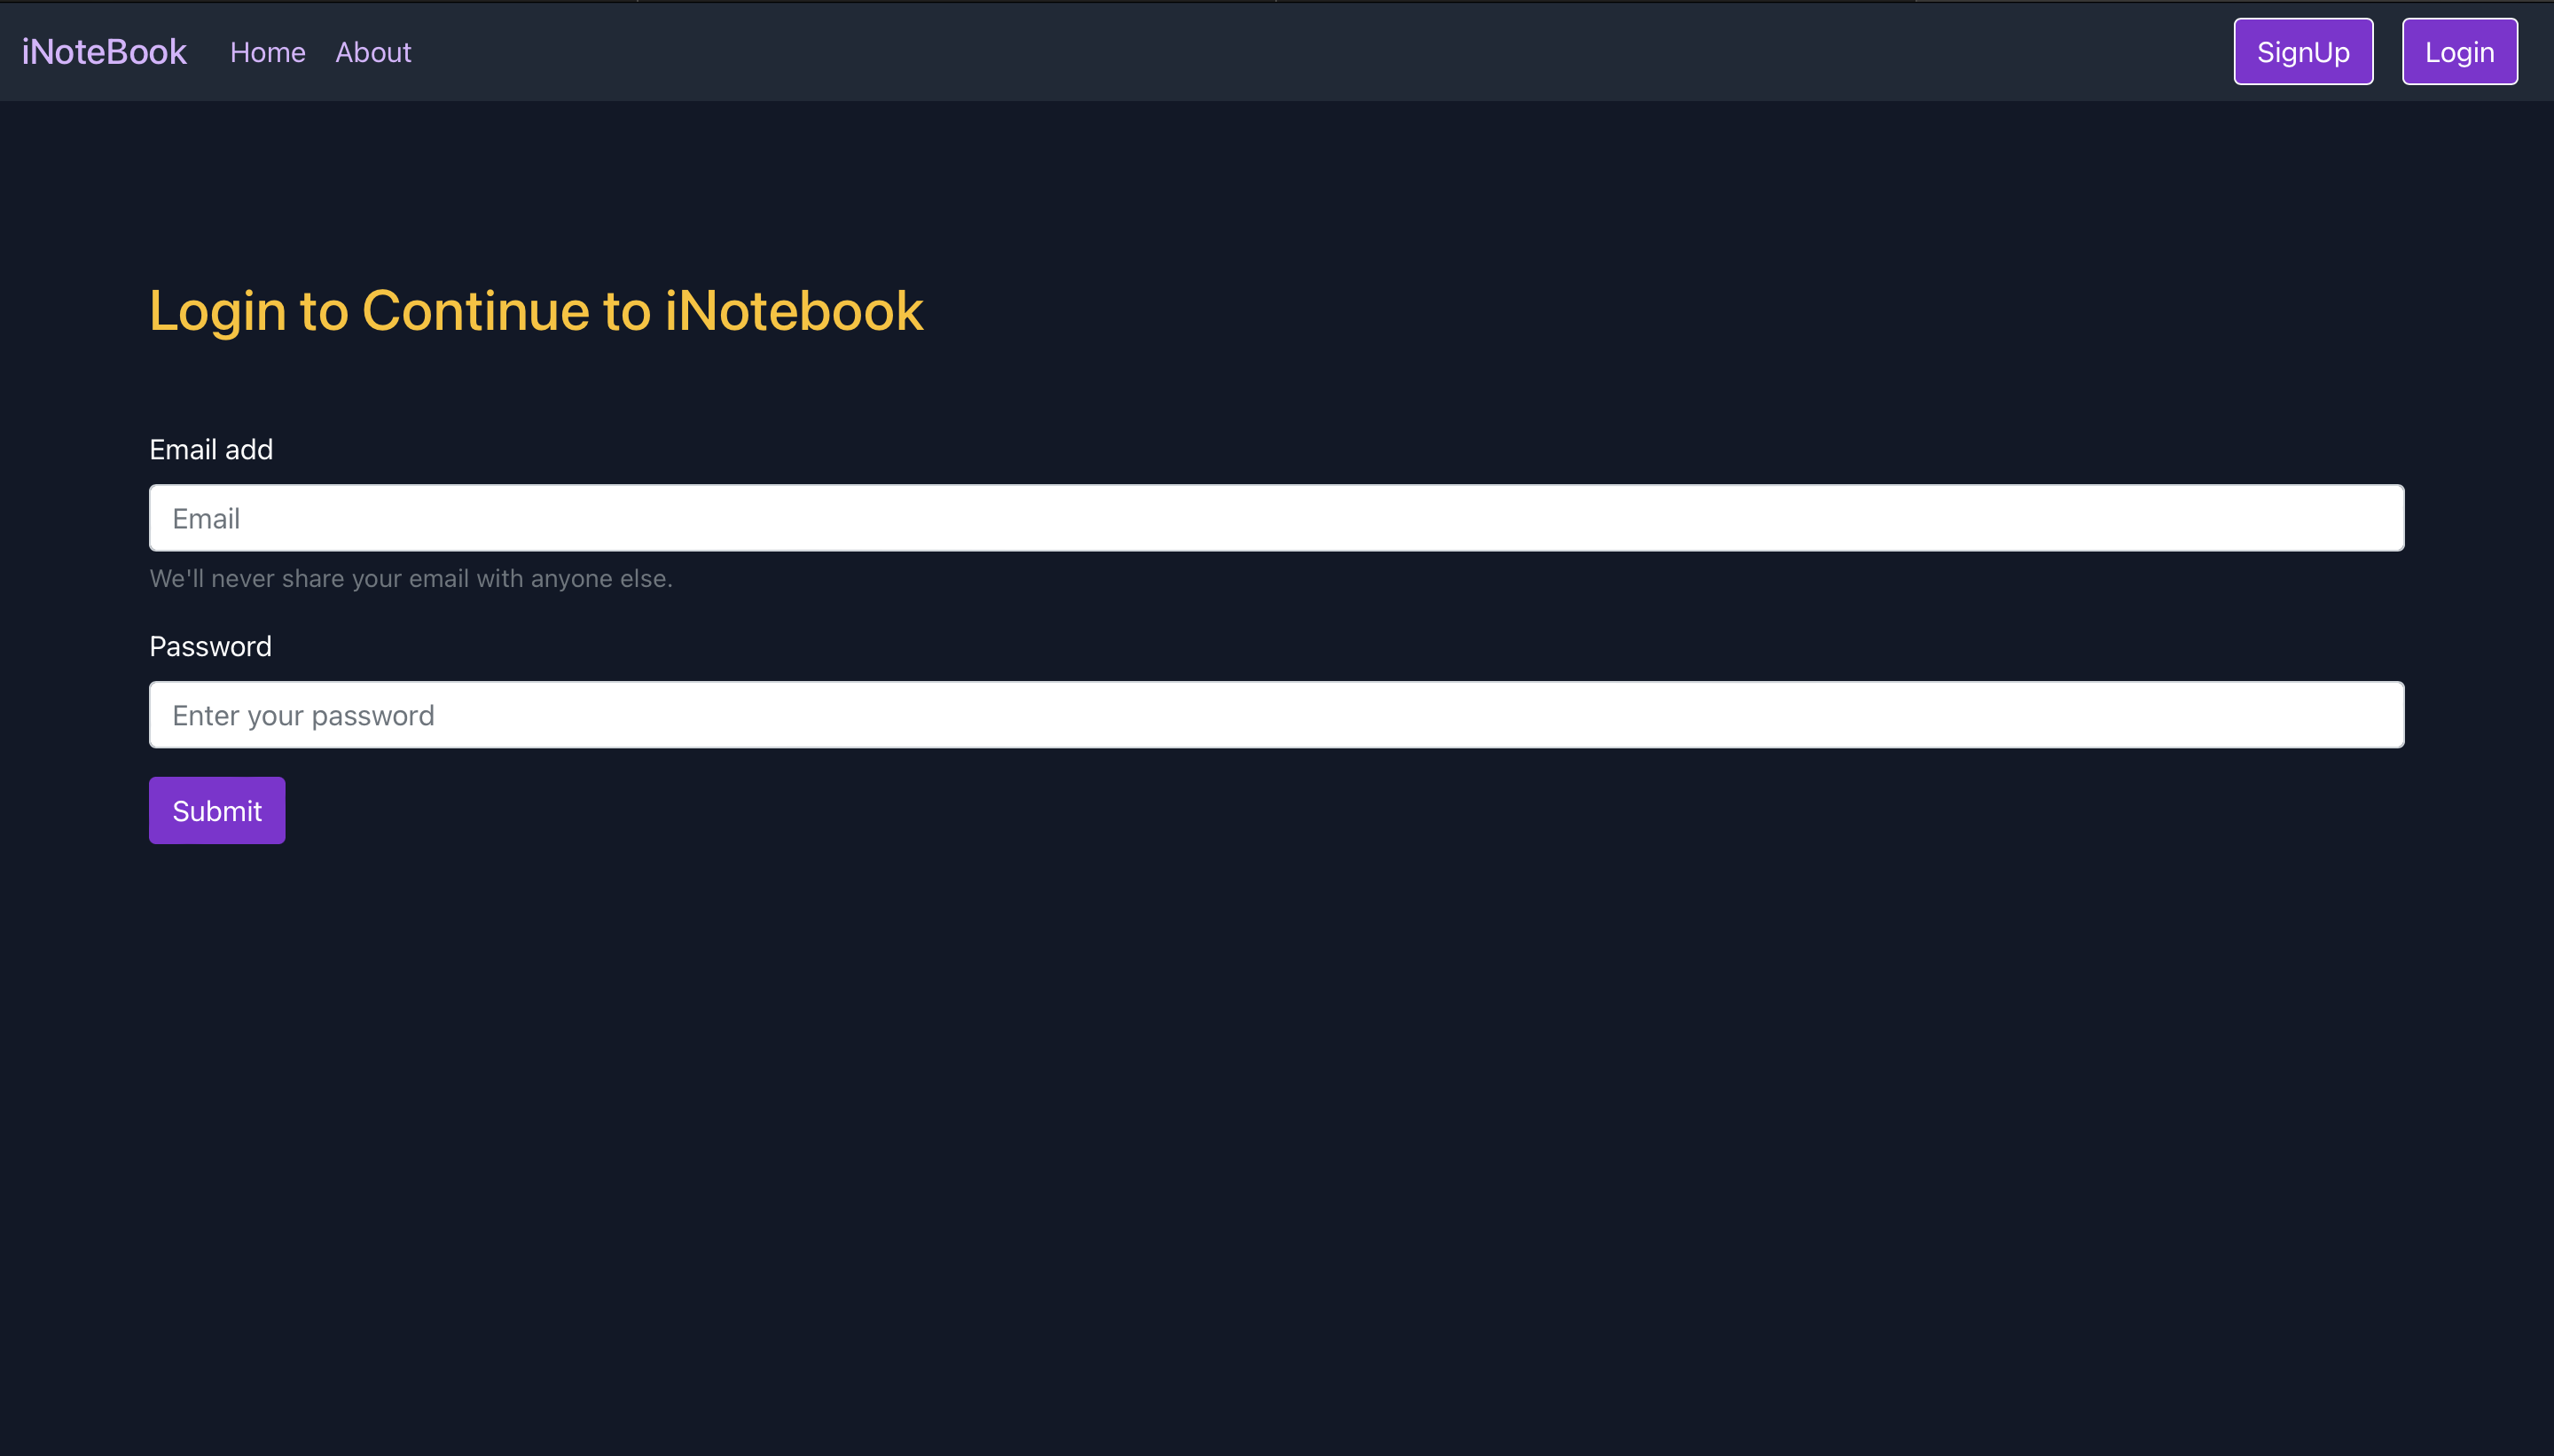 iNoteBook Home About SignUp Login
Login to Continue to iNotebook
Email add
Email
We'll never share your email with anyone else.
Password
Enter your password
Submit